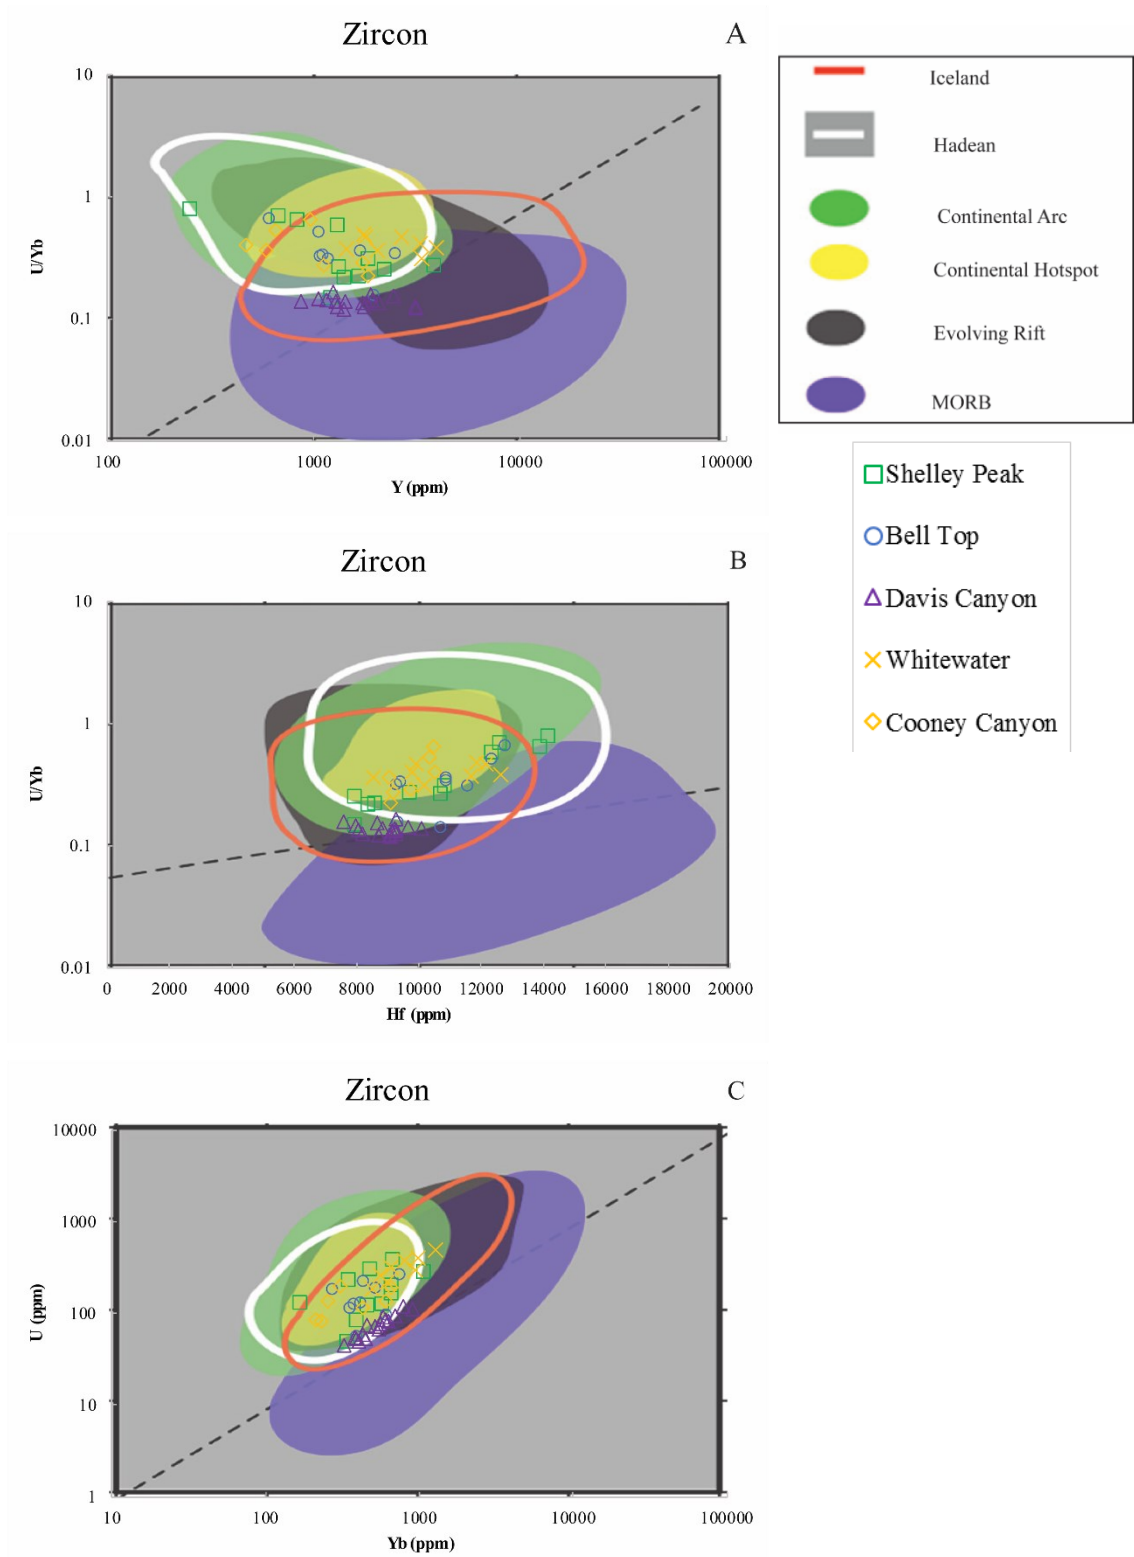 Zircon A
10
1
0.1
0.01
U/Yb
100 1000 10000 100000
Y (ppm)
Iceland
Hadean
Continental Arc
Continental Hotspot
Evolving Rift
MORB
Shelley Peak
Bell Top
Davis Canyon
Whitewater
Cooney Canyon
Zircon B
10
1
0.1
0.01
U/Yb
0 2000 4000 6000 8000 10000 12000 14000 16000 18000 20000
Hf (ppm)
Zircon C
10000
1000
100
10
1
U (ppm)
10 100 1000 10000 100000
Yb (ppm)